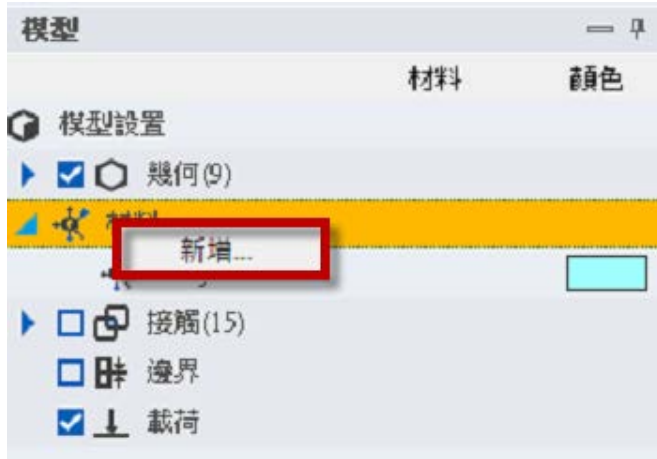 模型
材料 顏色
模型設置
幾何(9)
新增...
接觸(15)
邊界
載荷